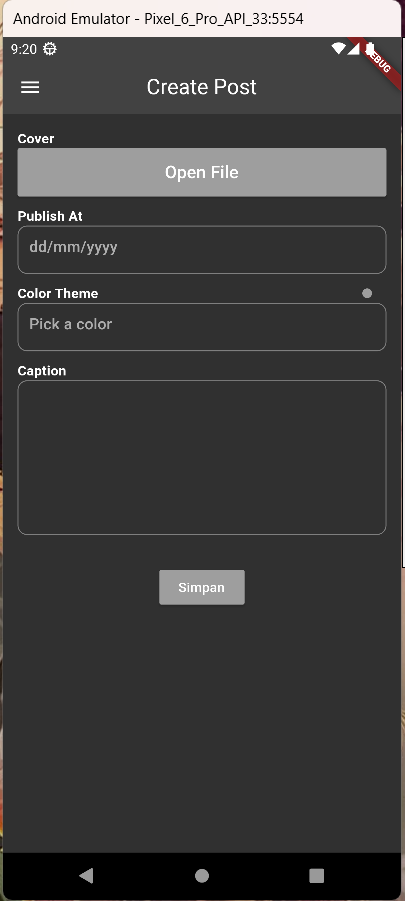 Android Emulator - Pixel_6_Pro_API_33:5554
9:20
DEBUG
Create Post
Cover
Open File
Publish At
dd/mm/yyyy
Color Theme
Pick a color
Caption
Simpan